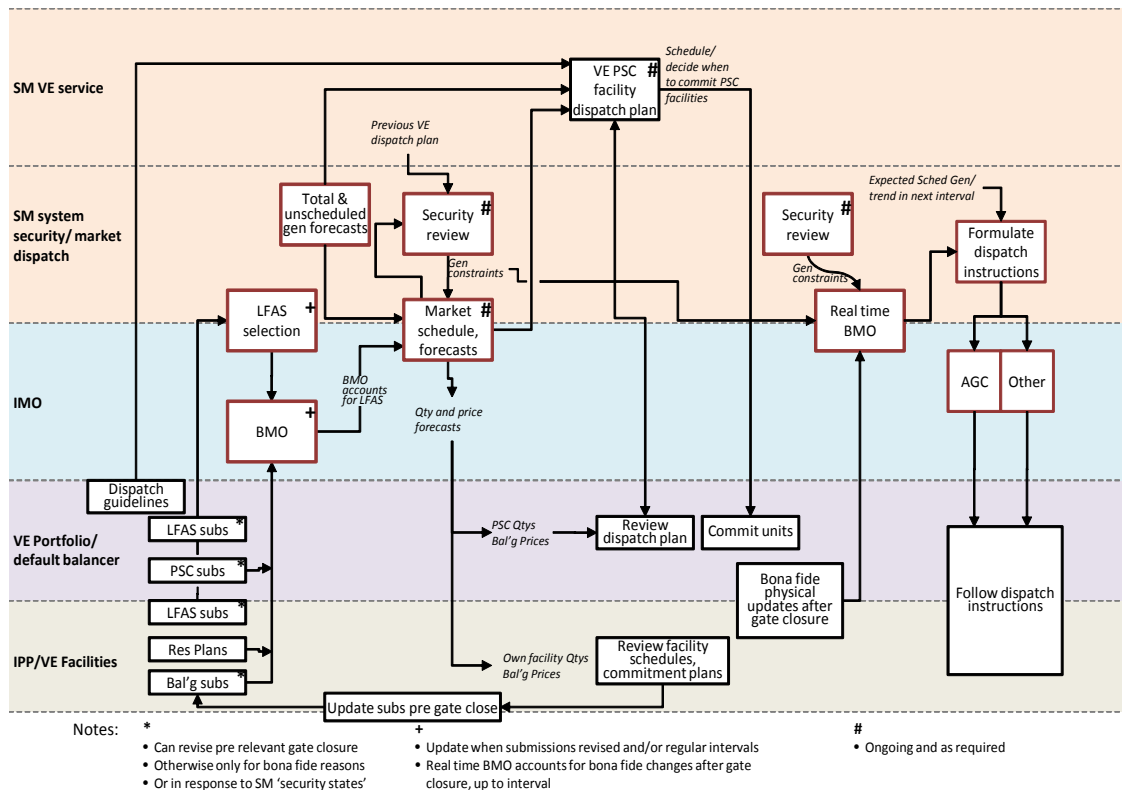 SM VE service
VE PSC #
facility
dispatch plan
Schedule/
decide when
to commit PSC
facilities
Previous VE
dispatch plan
SM system
security/ market
dispatch
Total &
unscheduled
gen forecasts
Security #
review
Gen
constraints
Security #
review
Gen
constraints
Expected Sched Gen/
trend in next interval
Formulate
dispatch
instructions
LFAS +
selection
Market #
schedule,
forecasts
Real time
BMO
IMO
BMO
accounts
for LFAS
BMO +
Qty and price
forecasts
AGC
Other
Dispatch
guidelines
VE Portfolio/
default balancer
LFAS subs *
PSC subs *
LFAS subs *
PSC Qtys
Bal'g Prices
Review
dispatch plan
Commit units
Bona fide
physical
updates after
gate closure
Follow dispatch
instructions
IPP/VE Facilities
Res Plans
Bal'g subs *
Own facility Qtys
Bal'g Prices
Review facility
schedules,
commitment plans
Update subs pre gate close
Notes:
*
• Can revise pre relevant gate closure
• Otherwise only for bona fide reasons
• Or in response to SM 'security states'
+
• Update when submissions revised and/or regular intervals
• Real time BMO accounts for bona fide changes after gate
closure, up to interval
#
• Ongoing and as required